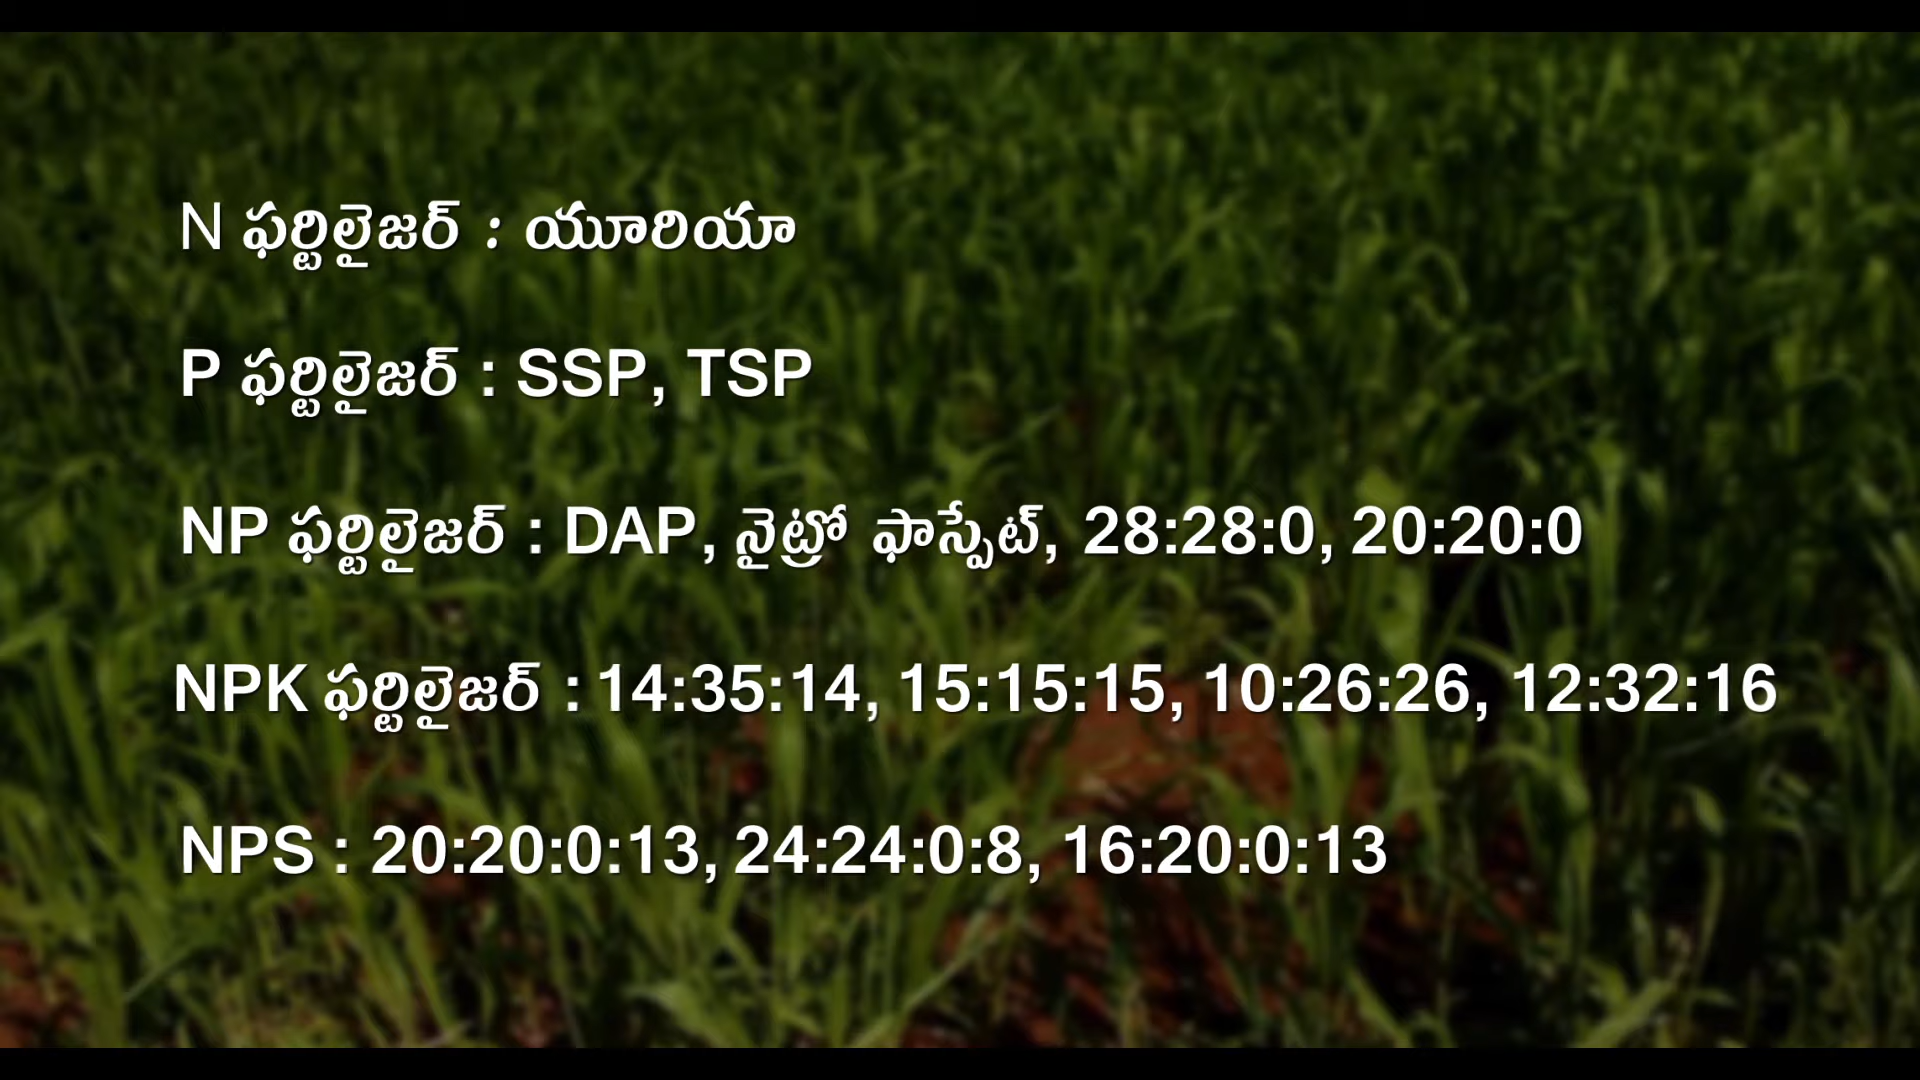 N ఫర్టిలైజర్ : యూరియా
P ఫర్టిలైజర్ : SSP, TSP
NP ఫర్టిలైజర్ : DAP, నైట్రో ఫాస్పేట్, 28:28:0, 20:20:0
NPK ఫర్టిలైజర్ : 14:35:14, 15:15:15, 10:26:26, 12:32:16
NPS : 20:20:0:13, 24:24:0:8, 16:20:0:13